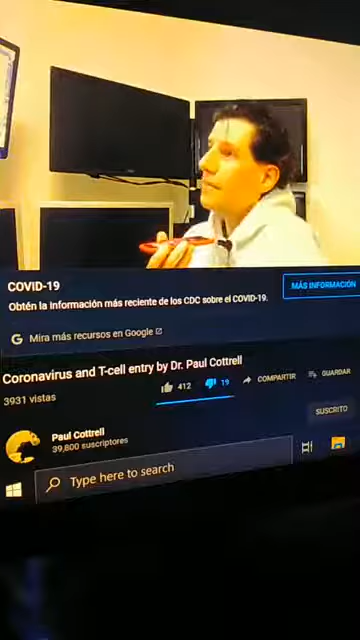 COVID-19
Obtén la información más reciente de los CDC sobre el COVID-19.
MÁS INFORMACIÓN
G Mira más recursos en Google
Coronavirus and T-cell entry by Dr. Paul Cottrell
3931 vistas
412
19
COMPARTIR
GUARDAR
Paul Cottrell
39,800 suscriptores
SUSCRITO
Type here to search